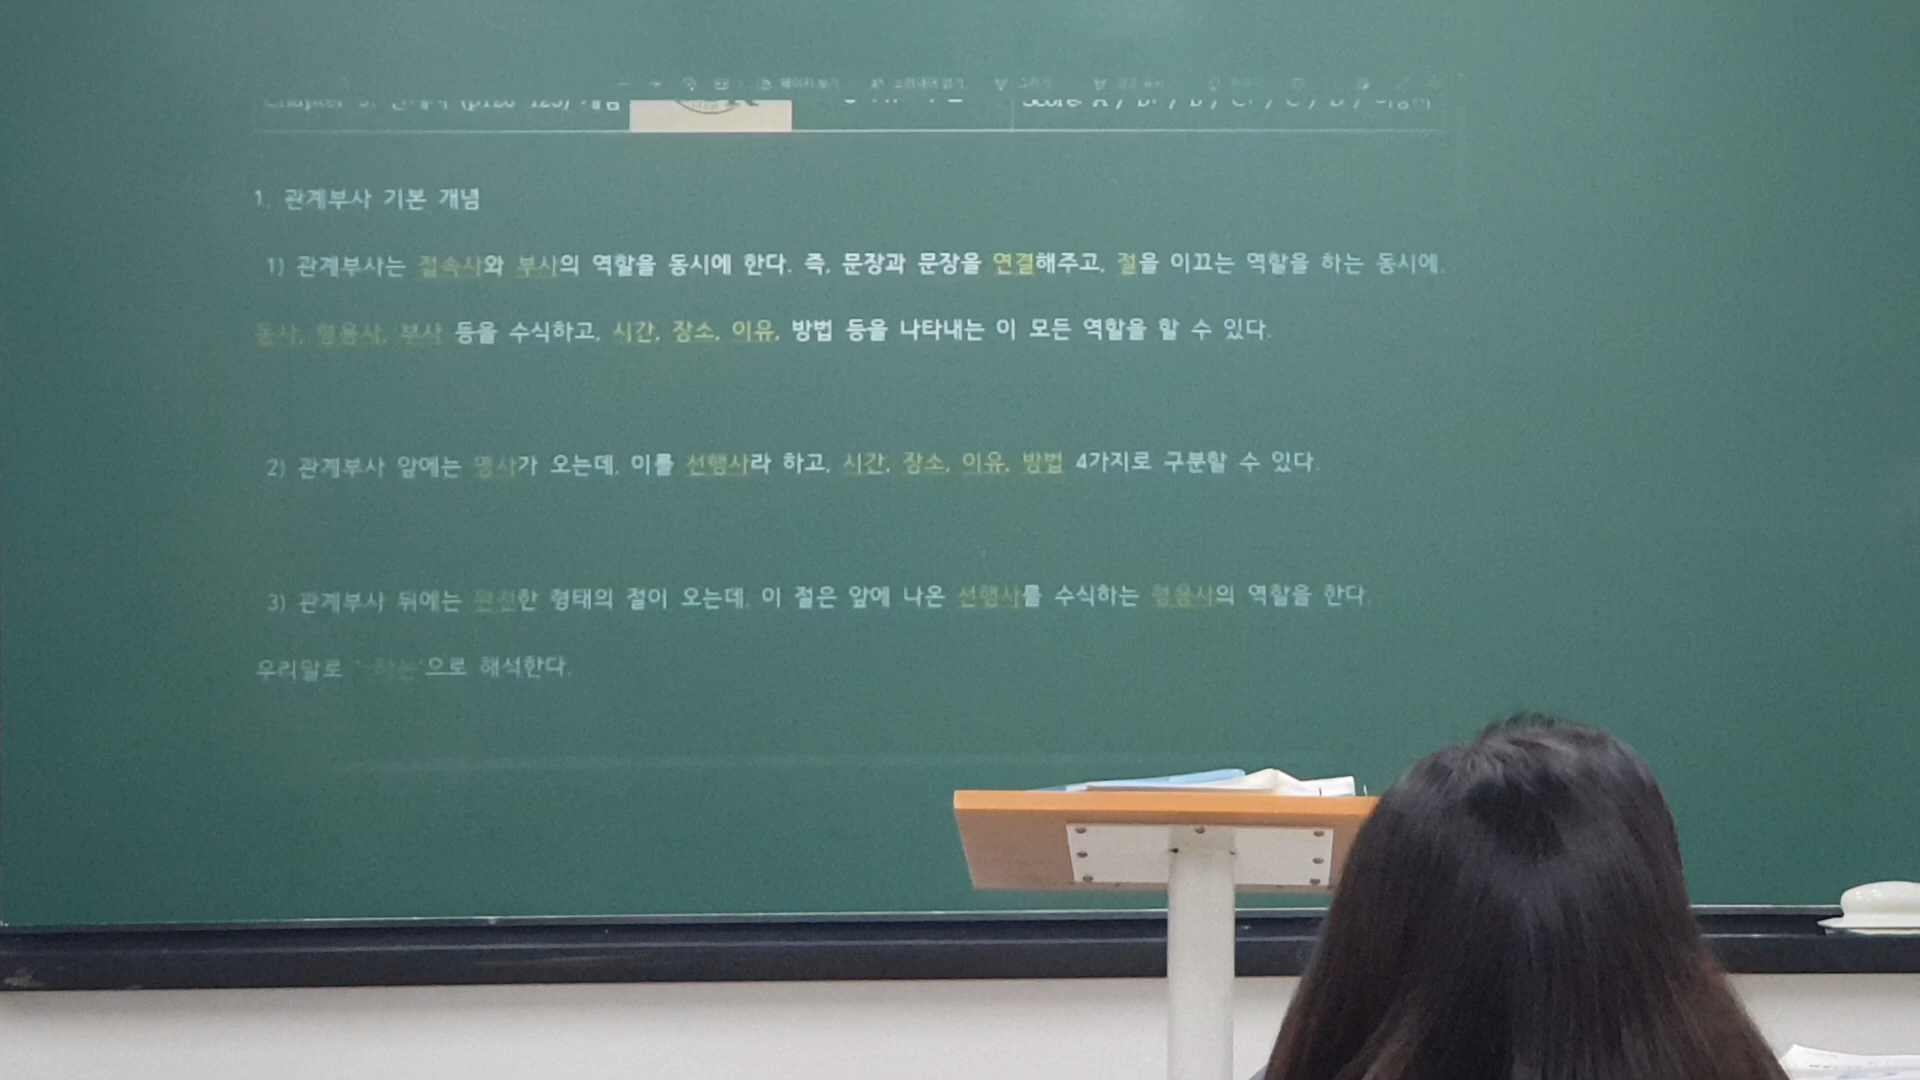 1. 관계부사 기본 개념
1) 관계부사는 접속사와 부사의 역할을 동시에 한다. 즉, 문장과 문장을 연결해주고, 절을 이끄는 역할을 하는 동시에,
동사, 형용사, 부사 등을 수식하고, 시간, 장소, 이유, 방법 등을 나타내는 이 모든 역할을 할 수 있다.
2) 관계부사 앞에는 명사가 오는데, 이를 선행사라 하고, 시간, 장소, 이유, 방법 4가지로 구분할 수 있다.
3) 관계부사 뒤에는 완전한 형태의 절이 오는데, 이 절은 앞에 나온 선행사를 수식하는 형용사의 역할을 한다.
우리말로 '~하는'으로 해석한다.